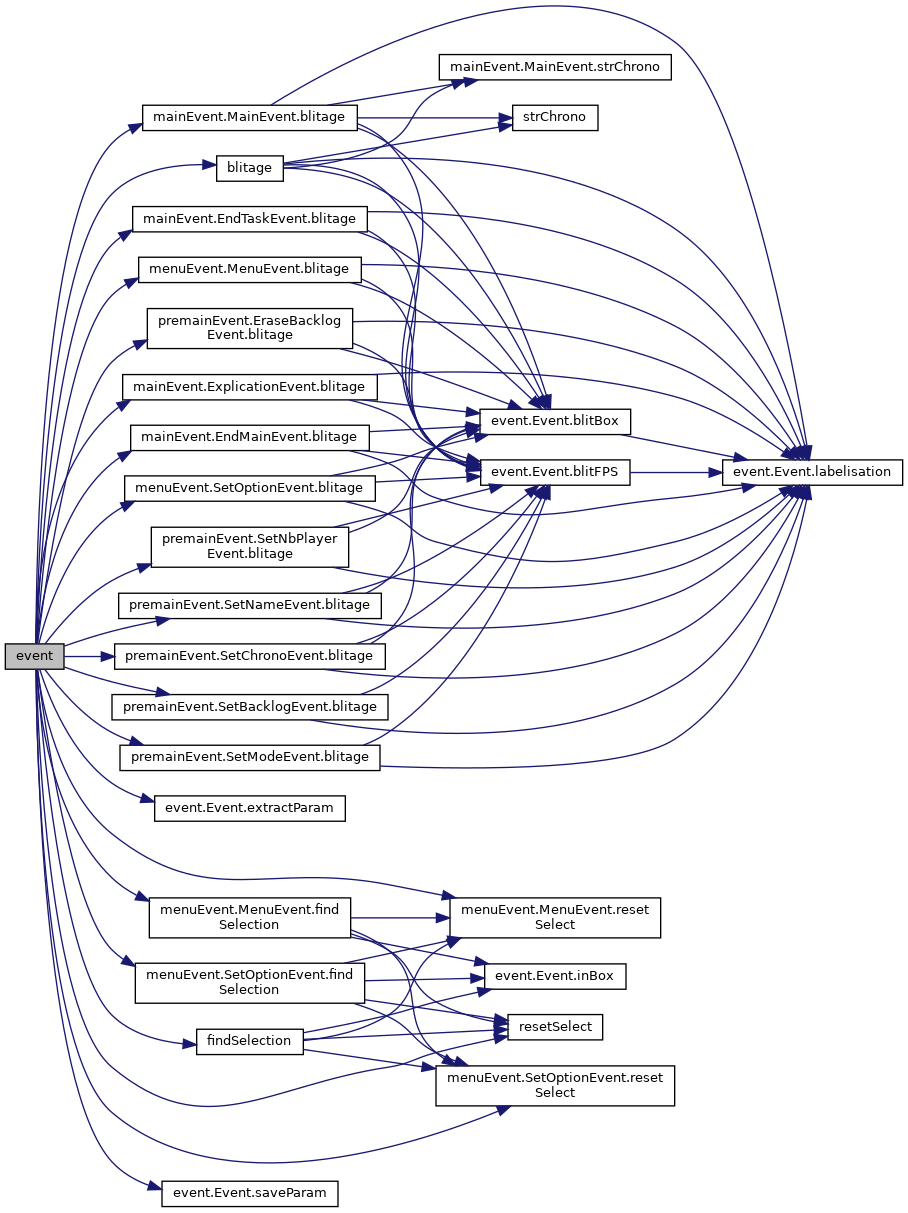 mainEvent.MainEvent.strChrono
mainEvent.MainEvent.blitage
strChrono
blitage
mainEvent.EndTaskEvent.blitage
menuEvent.MenuEvent.blitage
premainEvent.EraseBacklog
Event.blitage
mainEvent.ExplicationEvent.blitage
event.Event.blitBox
mainEvent.EndMainEvent.blitage
event.Event.blitFPS
event.Event.labelisation
menuEvent.SetOptionEvent.blitage
premainEvent.SetNbPlayer
Event.blitage
premainEvent.SetNameEvent.blitage
event
premainEvent.SetChronoEvent.blitage
premainEvent.SetBacklogEvent.blitage
premainEvent.SetModeEvent.blitage
event.Event.extractParam
menuEvent.MenuEvent.find
Selection
menuEvent.MenuEvent.reset
Select
menuEvent.SetOptionEvent.find
Selection
event.Event.inBox
resetSelect
findSelection
menuEvent.SetOptionEvent.reset
Select
event.Event.saveParam